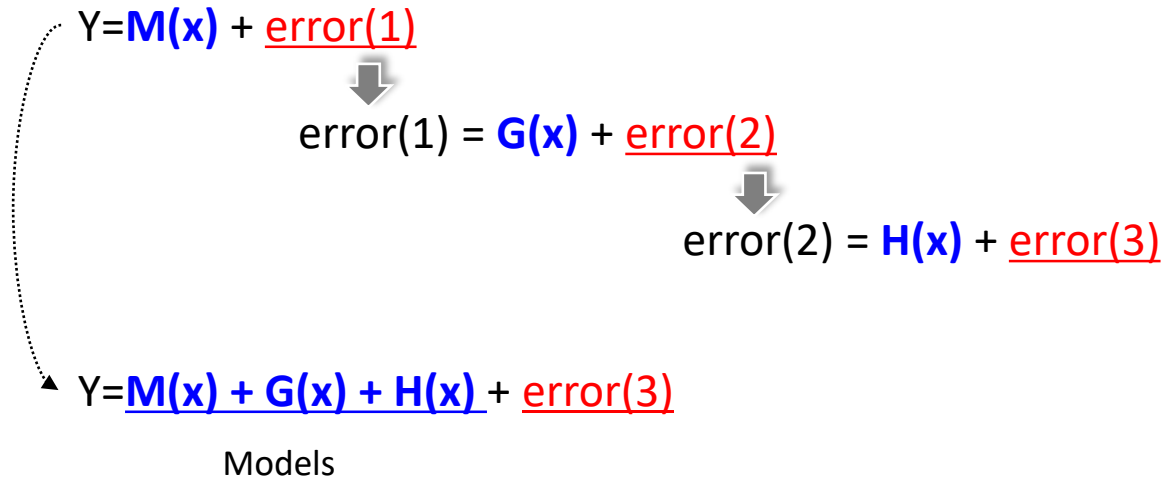 Y=M(x) + error(1)
error(1) = G(x) + error(2)
error(2) = H(x) + error(3)
Y=M(x) + G(x) + H(x) + error(3)
Models